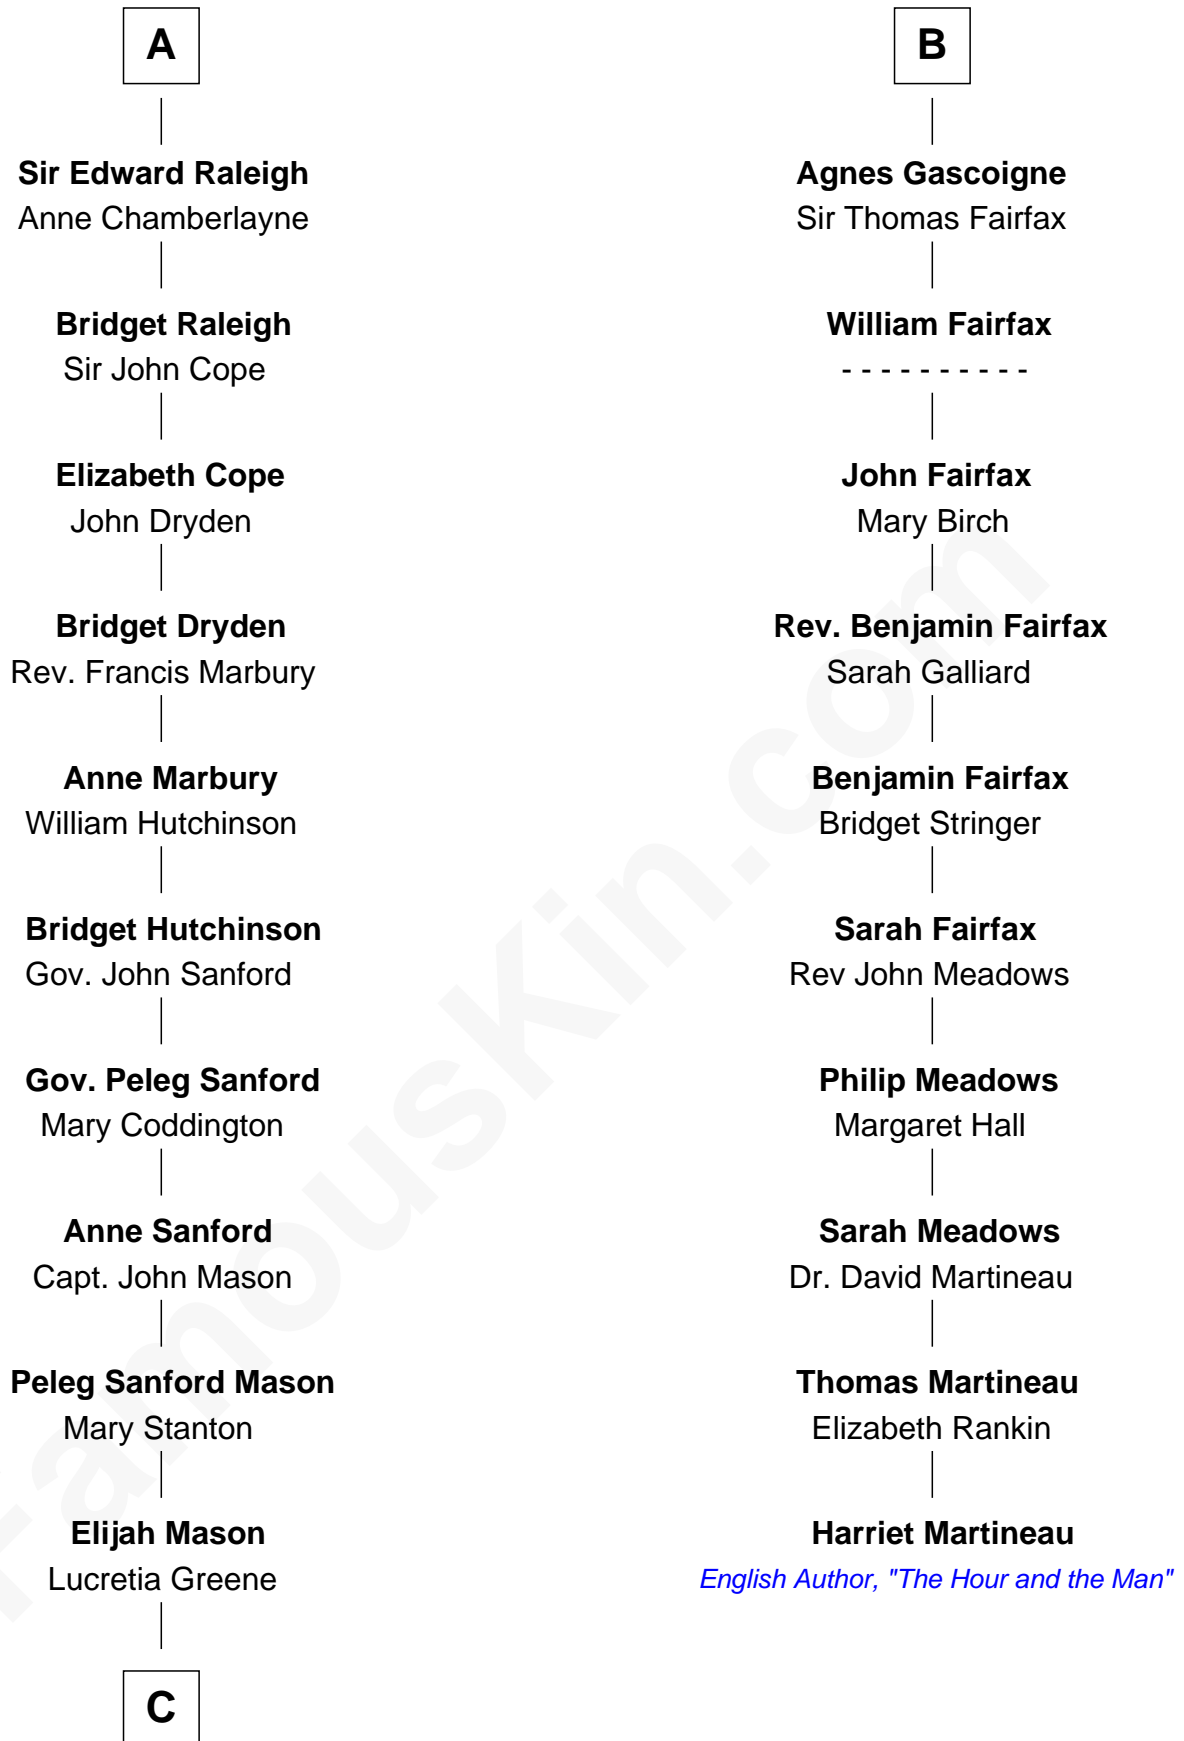 A
Sir Edward Raleigh
Anne Chamberlayne
Bridget Raleigh
Sir John Cope
Elizabeth Cope
John Dryden
Bridget Dryden
Rev. Francis Marbury
Anne Marbury
William Hutchinson
Bridget Hutchinson
Gov. John Sanford
Gov. Peleg Sanford
Mary Coddington
Anne Sanford
Capt. John Mason
Peleg Sanford Mason
Mary Stanton
Elijah Mason
Lucretia Greene
C
B
Agnes Gascoigne
Sir Thomas Fairfax
William Fairfax
- - - - - - - - - -
John Fairfax
Mary Birch
Rev. Benjamin Fairfax
Sarah Galliard
Benjamin Fairfax
Bridget Stringer
Sarah Fairfax
Rev John Meadows
Philip Meadows
Margaret Hall
Sarah Meadows
Dr. David Martineau
Thomas Martineau
Elizabeth Rankin
Harriet Martineau
English Author, "The Hour and the Man"
FamousKin.com